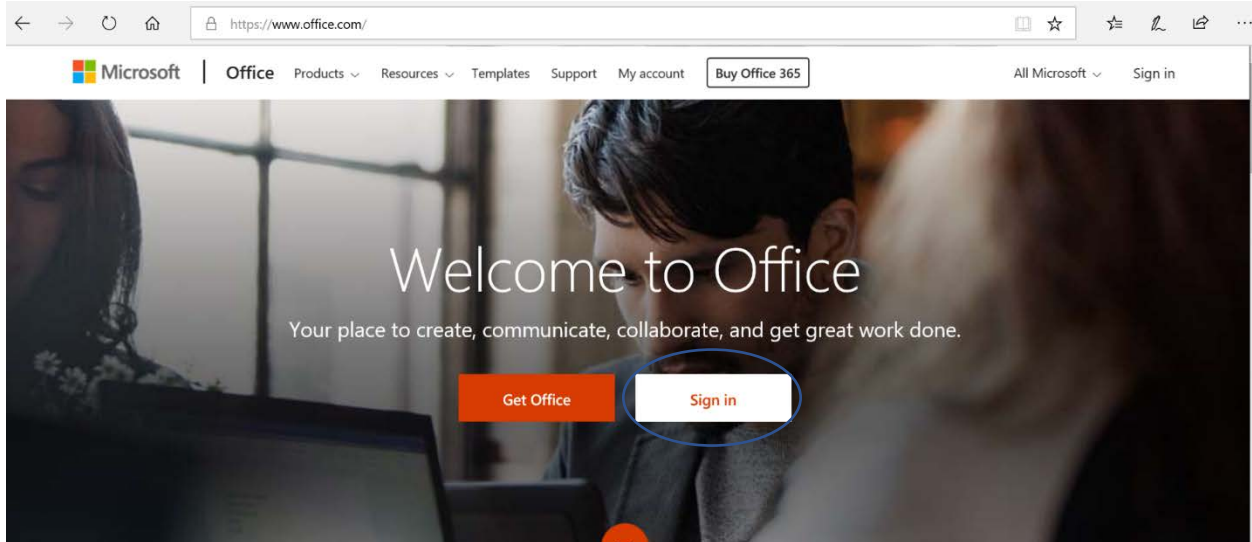 https://www.office.com/
Microsoft | Office Products Resources Templates Support My account Buy Office 365 All Microsoft Sign in
Welcome to Office
Your place to create, communicate, collaborate, and get great work done.
Get Office Sign in